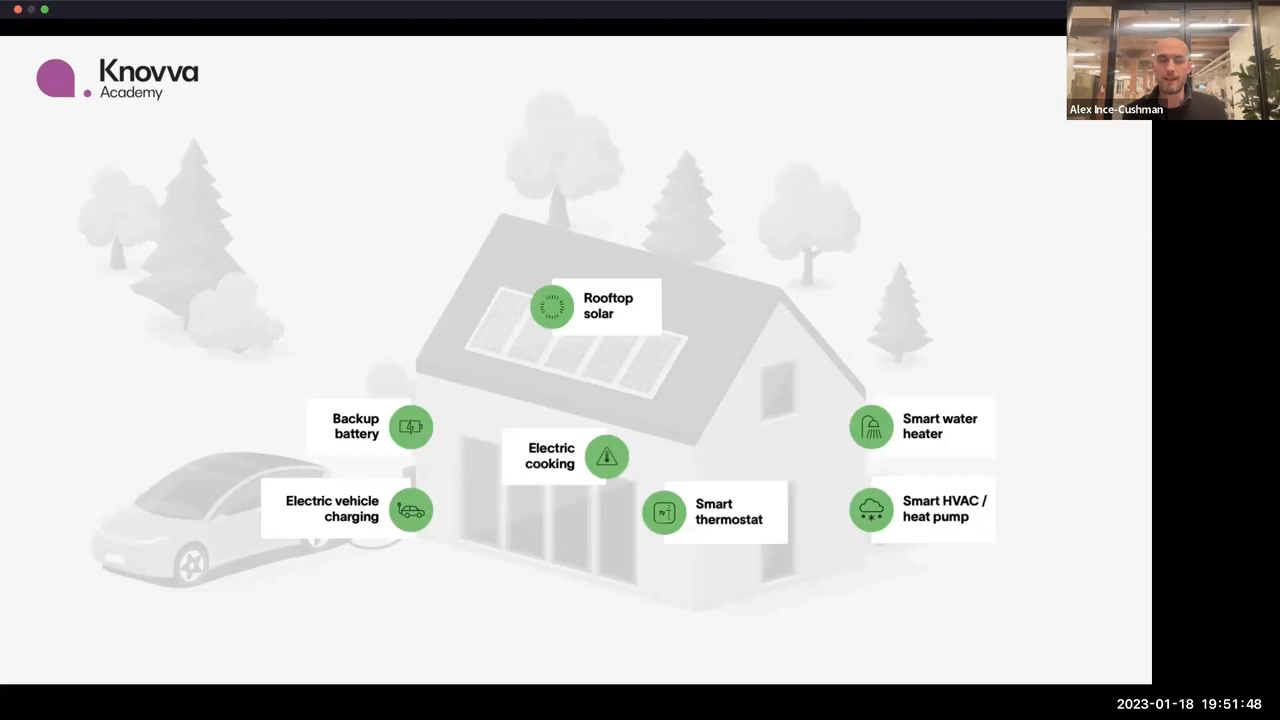 Knovva
Academy
Alex Ince-Cushman
Rooftop
solar
Backup
battery
Electric
cooking
Smart water
heater
Electric vehicle
charging
Smart
thermostat
Smart HVAC /
heat pump
72
2023-01-18 19:51:48